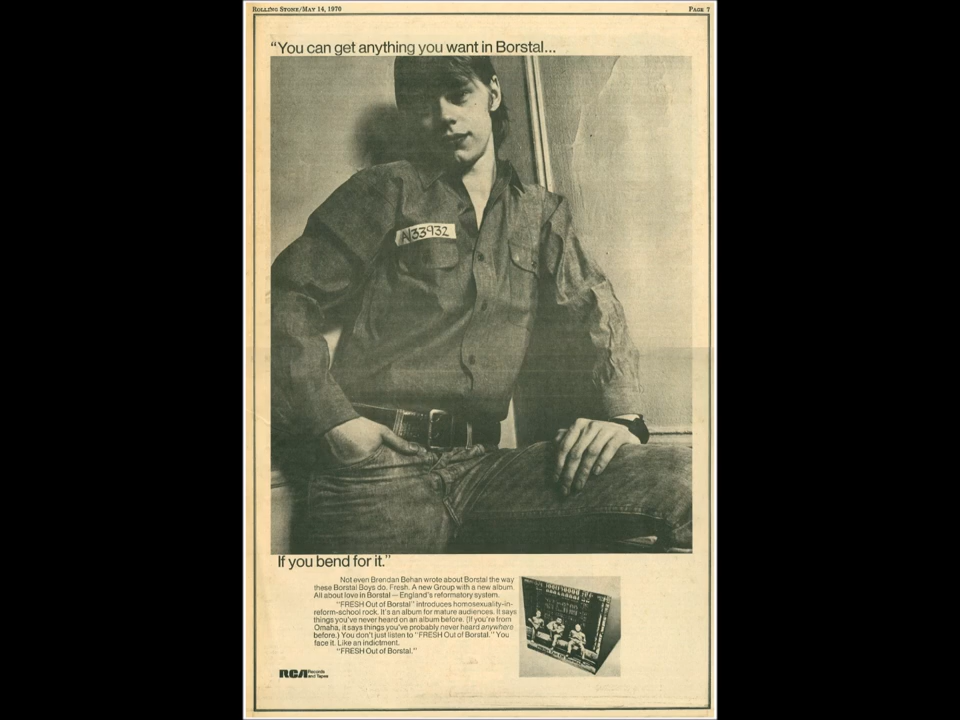 ROLLING STONE/MAY 14, 1970
PAGE 7
“You can get anything you want in Borstal...
A/33932
If you bend for it.”
Not even Brendan Behan wrote about Borstal the way
these Borstal Boys do. Fresh. A new Group with a new album.
All about love in Borstal — England's reformatory system.
“FRESH Out of Borstal” introduces homosexuality-in-
reform-school rock. It's an album for mature audiences. It says
things you've never heard on an album before. (If you're from
Omaha, it says things you've probably never heard anywhere
before.) You don't just listen to “FRESH Out of Borstal.” You
face it. Like an indictment.
“FRESH Out of Borstal.”
RCA Records
and Tapes